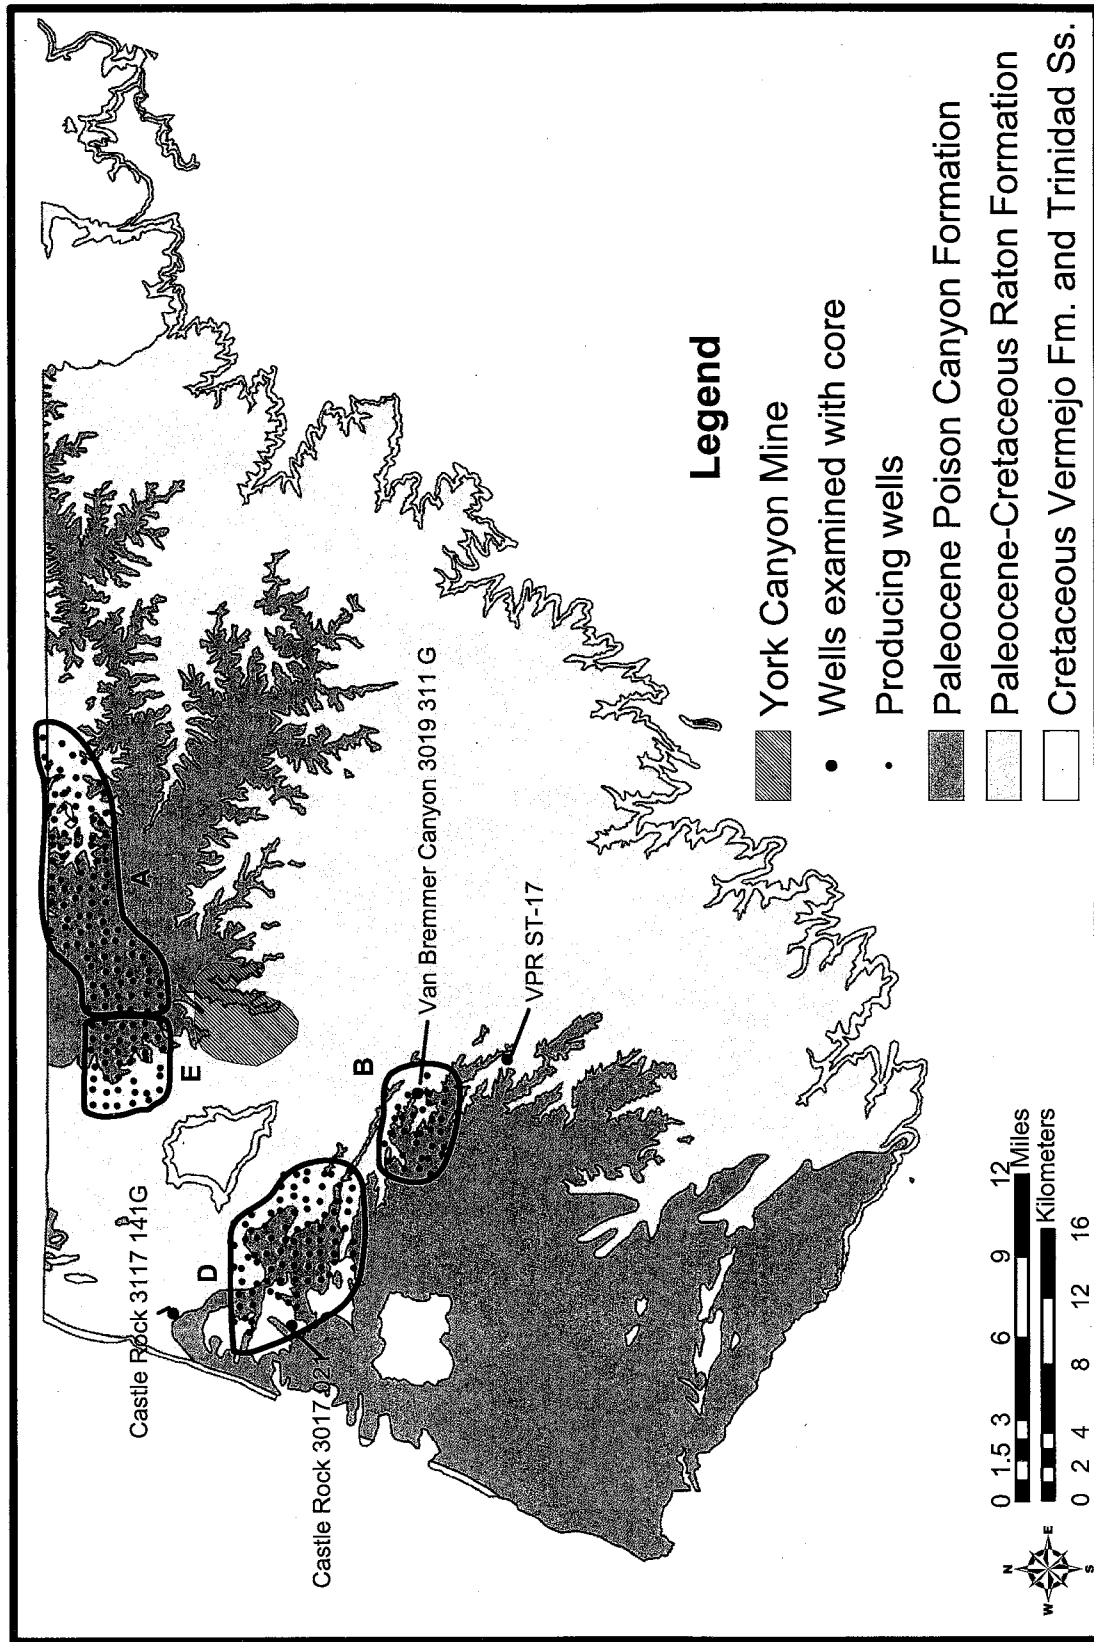 Castle Rock 3117 141G
Castle Rock 3017 021
Van Bremmer Canyon 3019 311 G
VPR ST-17
A
B
D
E
Legend
York Canyon Mine
Wells examined with core
Producing wells
Paleocene Poison Canyon Formation
Paleocene-Cretaceous Raton Formation
Cretaceous Vermejo Fm. and Trinidad Ss.
N
W
E
S
0 1.5 3 6 9 12
Miles
Kilometers
0 2 4 8 12 16